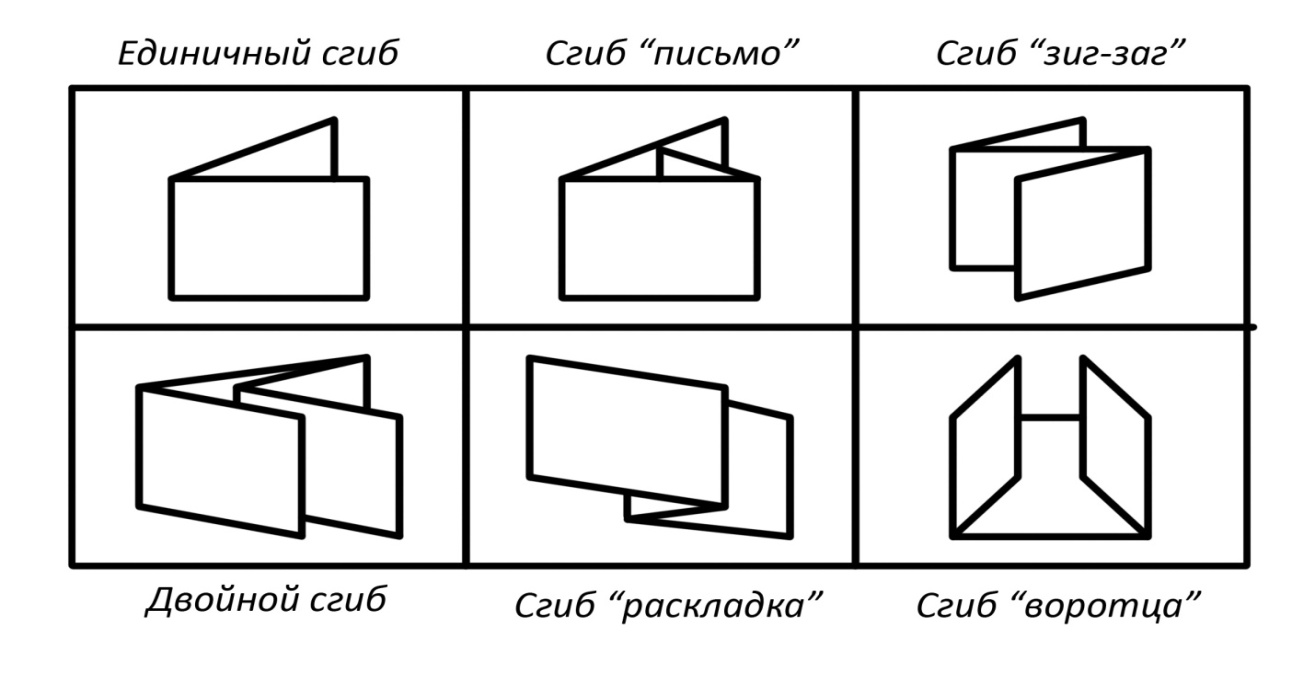 Единичный сгиб
Сгиб “письмо”
Сгиб “зиг-заг”
Двойной сгиб
Сгиб “раскладка”
Сгиб “воротца”